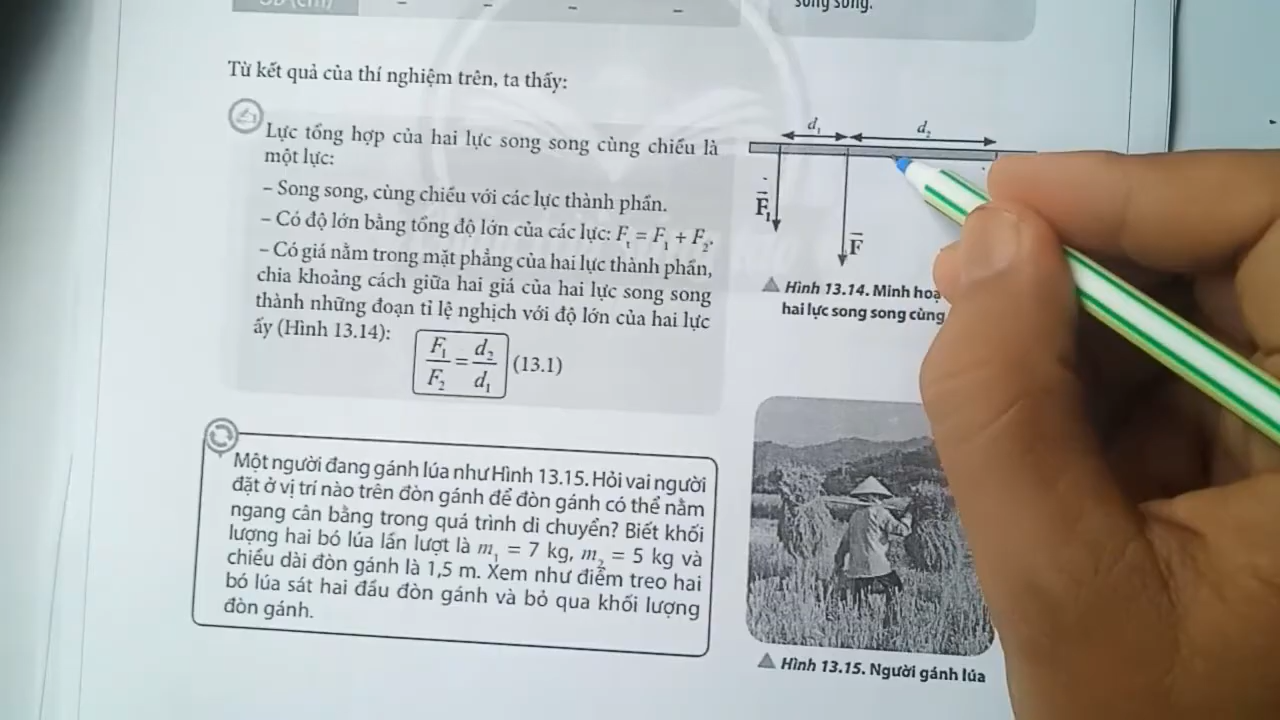 song song.
Từ kết quả của thí nghiệm trên, ta thấy:
Lực tổng hợp của hai lực song song cùng chiều là
một lực:
– Song song, cùng chiều với các lực thành phần.
– Có độ lớn bằng tổng độ lớn của các lực: Fₜ = F₁ + F₂.
– Có giá nằm trong mặt phẳng của hai lực thành phần,
chia khoảng cách giữa hai giá của hai lực song song
thành những đoạn tỉ lệ nghịch với độ lớn của hai lực
ấy (Hình 13.14):
F₁/F₂ = d₂/d₁ (13.1)
d₁ d₂
F⃗₁
F⃗
Hình 13.14. Minh hoạ
hai lực song song cùng
Một người đang gánh lúa như Hình 13.15. Hỏi vai người
đặt ở vị trí nào trên đòn gánh để đòn gánh có thể nằm
ngang cân bằng trong quá trình di chuyển? Biết khối
lượng hai bó lúa lần lượt là m₁ = 7 kg, m₂ = 5 kg và
chiều dài đòn gánh là 1,5 m. Xem như điểm treo hai
bó lúa sát hai đầu đòn gánh và bỏ qua khối lượng
đòn gánh.
Hình 13.15. Người gánh lúa